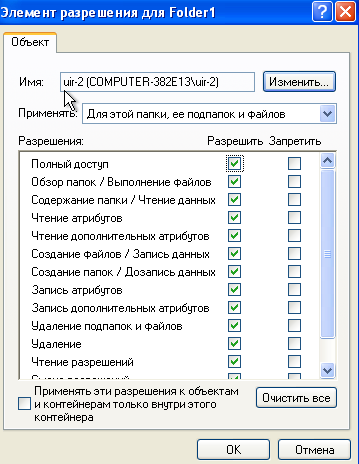 Элемент разрешения для Folder1
Объект
Имя: uir-2 (COMPUTER-382E13\uir-2) Изменить...
Применять: Для этой папки, ее подпапок и файлов
Разрешения: Разрешить Запретить
Полный доступ
Обзор папок / Выполнение файлов
Содержание папки / Чтение данных
Чтение атрибутов
Чтение дополнительных атрибутов
Создание файлов / Запись данных
Создание папок / Дозапись данных
Запись атрибутов
Запись дополнительных атрибутов
Удаление подпапок и файлов
Удаление
Чтение разрешений
Применять эти разрешения к объектам
и контейнерам только внутри этого
контейнера
Очистить все
OK Отмена